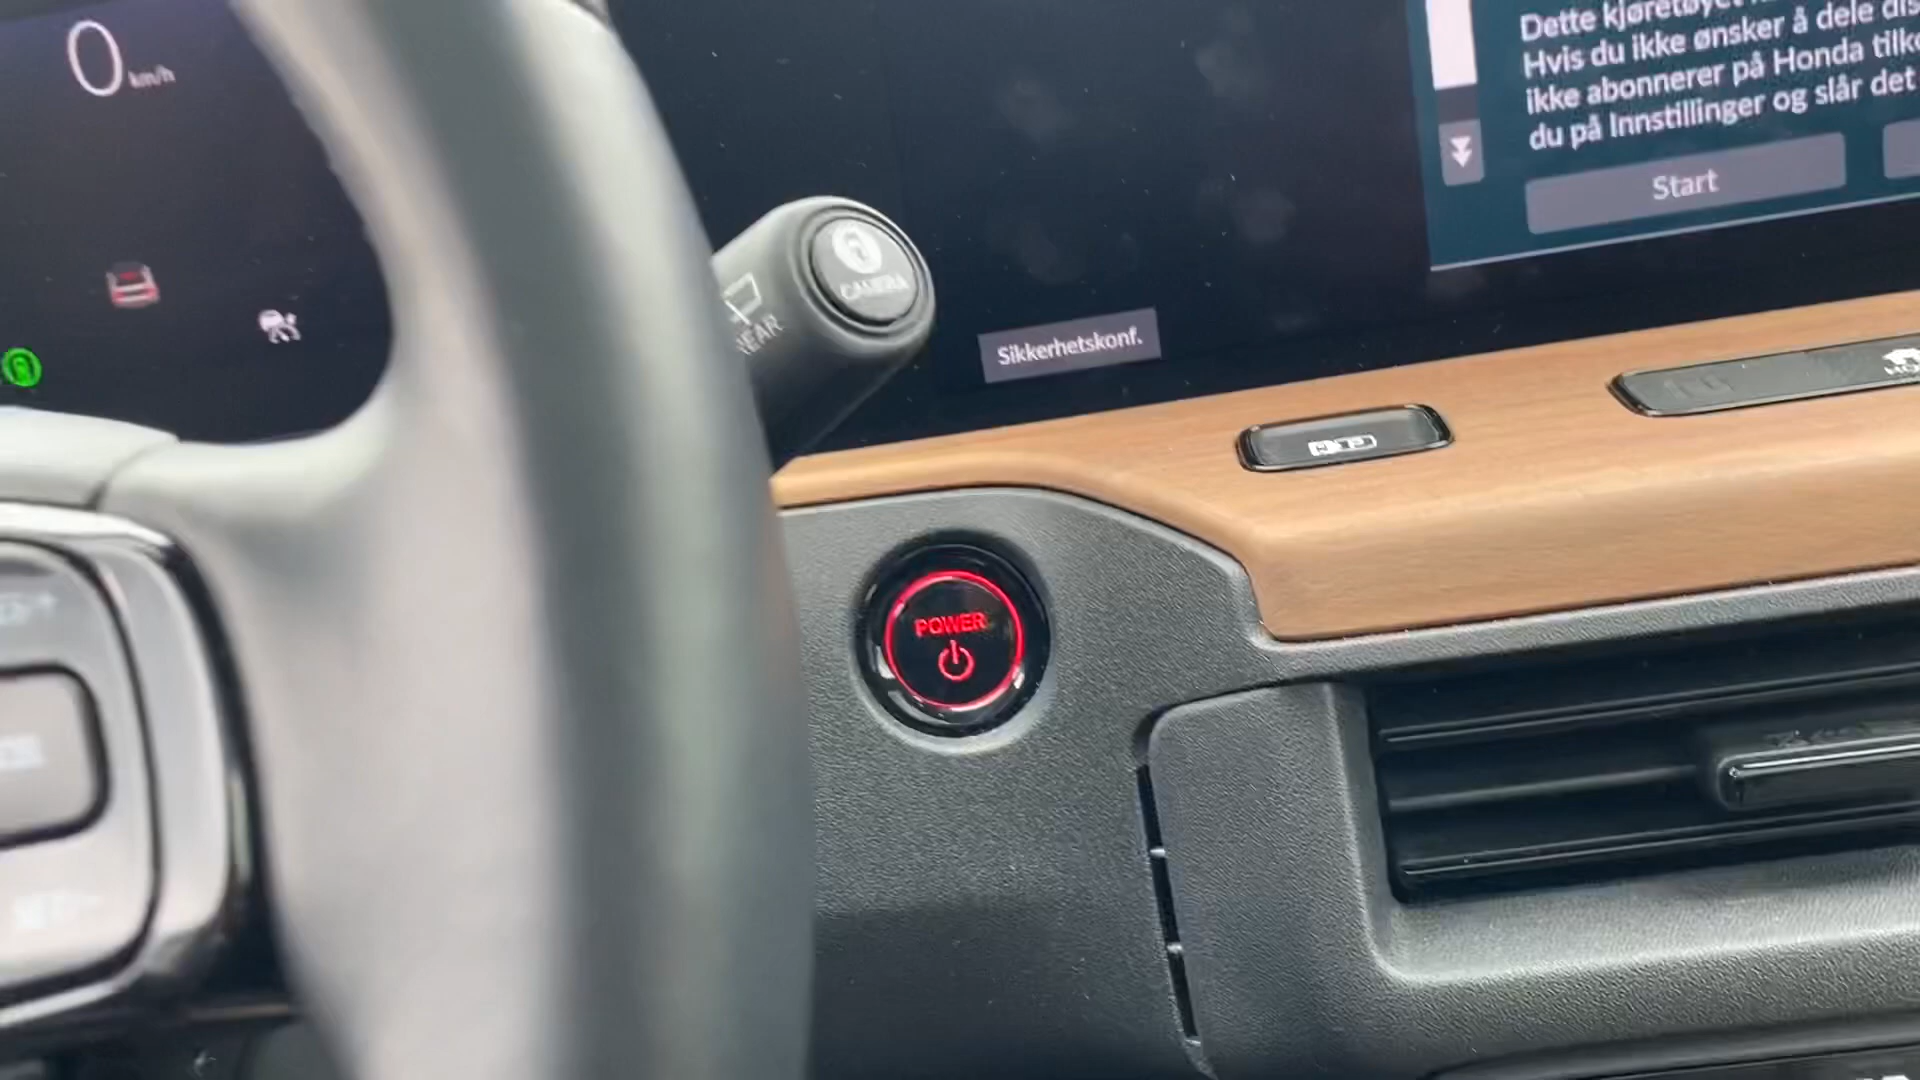 0 km/h
Dette kjøretøyet
Hvis du ikke ønsker å dele
ikke abonnerer på Honda
du på Innstillinger og slår det
Start
CAMERA
REAR
Sikkerhetskonf.
POWER